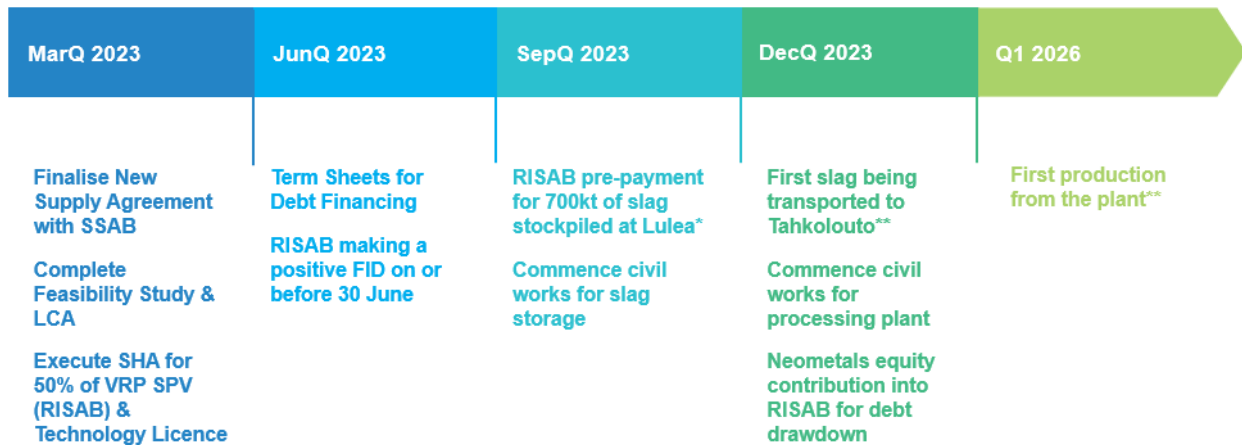 MarQ 2023
JunQ 2023
SepQ 2023
DecQ 2023
Q1 2026
Finalise New
Supply Agreement
with SSAB
Complete
Feasibility Study &
LCA
Execute SHA for
50% of VRP SPV
(RISAB) &
Technology Licence
Term Sheets for
Debt Financing
RISAB making a
positive FID on or
before 30 June
RISAB pre-payment
for 700kt of slag
stockpiled at Lulea*
Commence civil
works for slag
storage
First slag being
transported to
Tahkolouto**
Commence civil
works for
processing plant
Neometals equity
contribution into
RISAB for debt
drawdown
First production
from the plant**